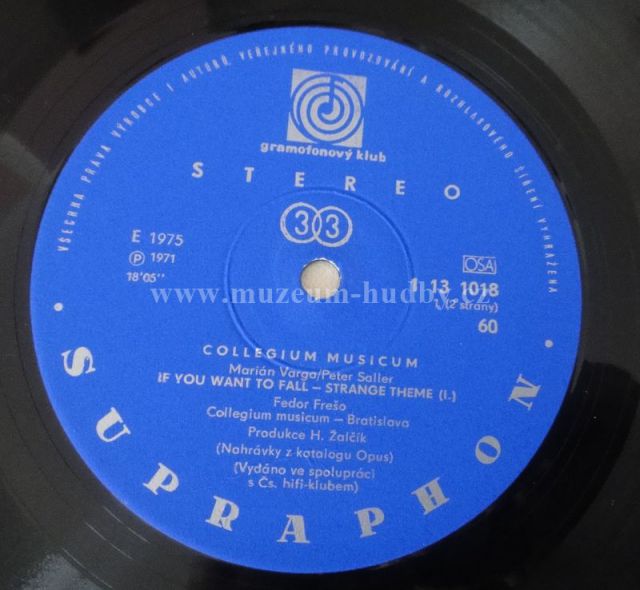 VŠECHNA PRÁVA VÝROBCE I AUTORŮ VEŘEJNÉHO PROVOZOVÁNÍ A ROZHLASOVÉHO ŠÍŘENÍ VYHRAŽENA
gramofonový klub
STEREO
33
E 1975
Ⓟ 1971
18'05''
OSA
1 13 1018
(2 strany)
60
www.muzeum-hudby.cz
COLLEGIUM MUSICUM
Marián Varga/Peter Saller
IF YOU WANT TO FALL – STRANGE THEME (I.)
Fedor Frešo
Collegium musicum – Bratislava
Produkce H. Žalčík
(Nahrávky z katalogu Opus)
(Vydáno ve spolupráci
s Čs. hifi-klubem)
SUPRAPHON